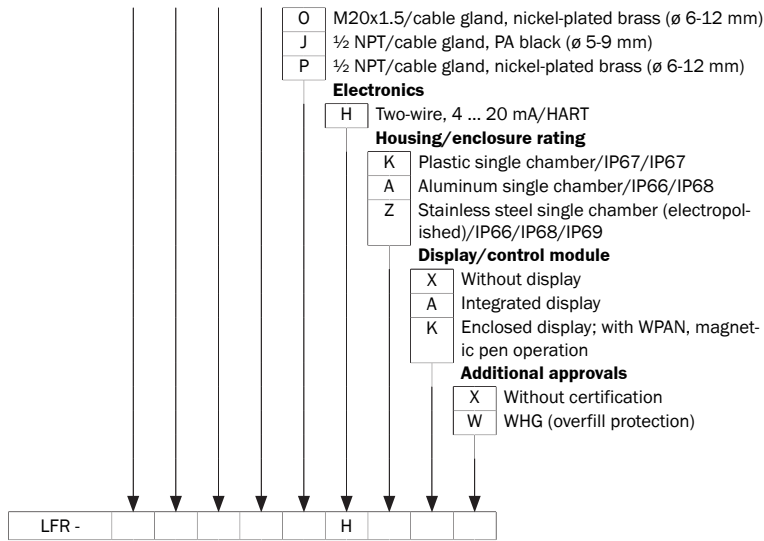 O M20x1.5/cable gland, nickel-plated brass (ø 6-12 mm)
J ½ NPT/cable gland, PA black (ø 5-9 mm)
P ½ NPT/cable gland, nickel-plated brass (ø 6-12 mm)
Electronics
H Two-wire, 4 ... 20 mA/HART
Housing/enclosure rating
K Plastic single chamber/IP67/IP67
A Aluminum single chamber/IP66/IP68
Z Stainless steel single chamber (electropol-
ished)/IP66/IP68/IP69
Display/control module
X Without display
A Integrated display
K Enclosed display; with WPAN, magnet-
ic pen operation
Additional approvals
X Without certification
W WHG (overfill protection)
LFR - H